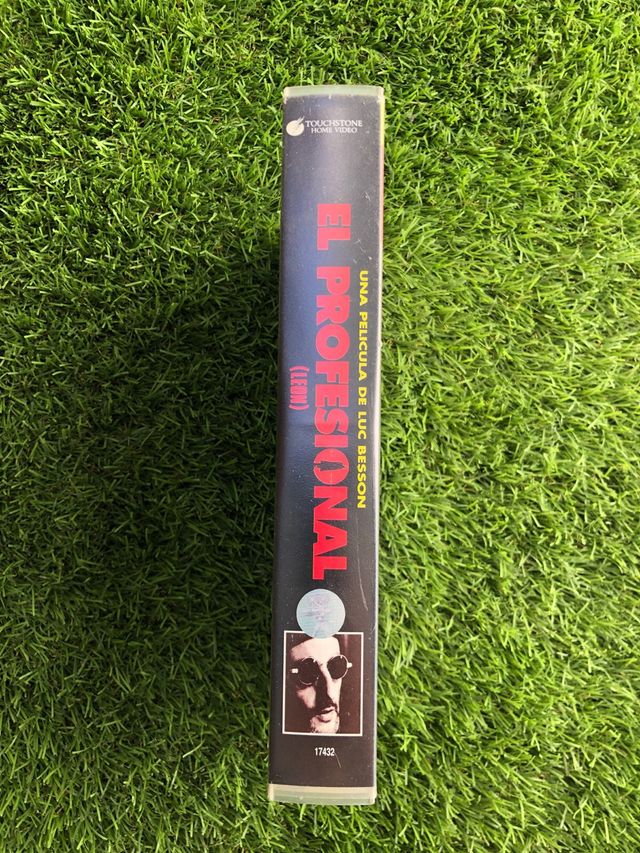 TOUCHSTONE
HOME VIDEO
UNA PELICULA DE LUC BESSON
EL PROFESIONAL
(LEON)
17432